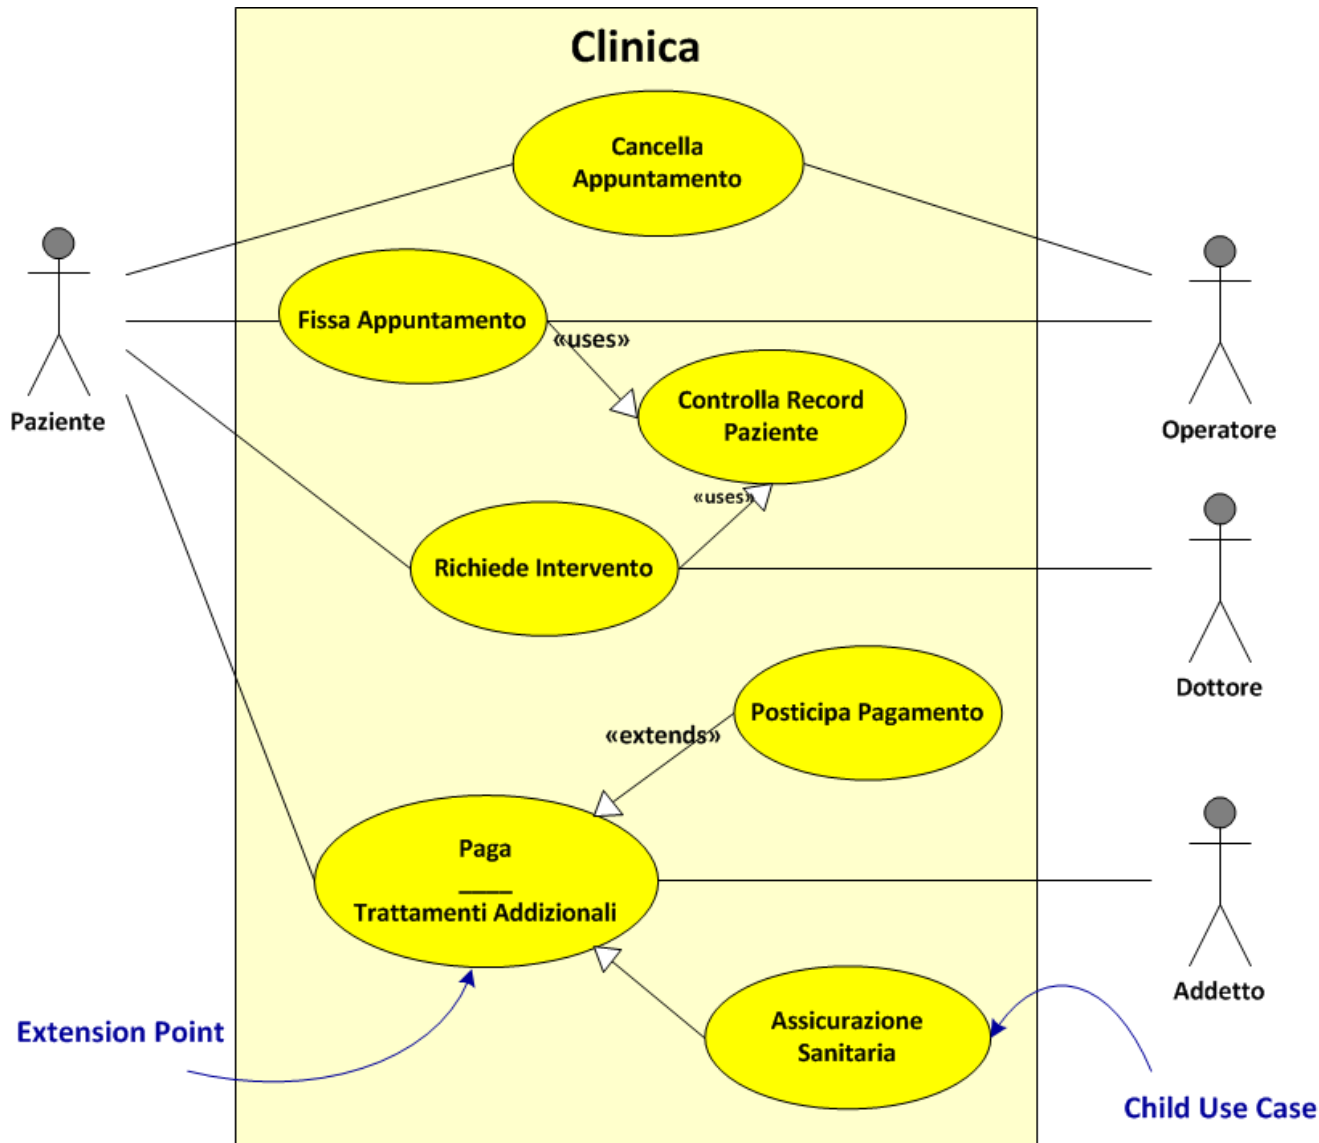 Clinica
Cancella
Appuntamento
Fissa Appuntamento
«uses»
Controlla Record
Paziente
Paziente
Operatore
«uses»
Richiede Intervento
Dottore
Posticipa Pagamento
«extends»
Paga
____
Trattamenti Addizionali
Addetto
Extension Point
Assicurazione
Sanitaria
Child Use Case